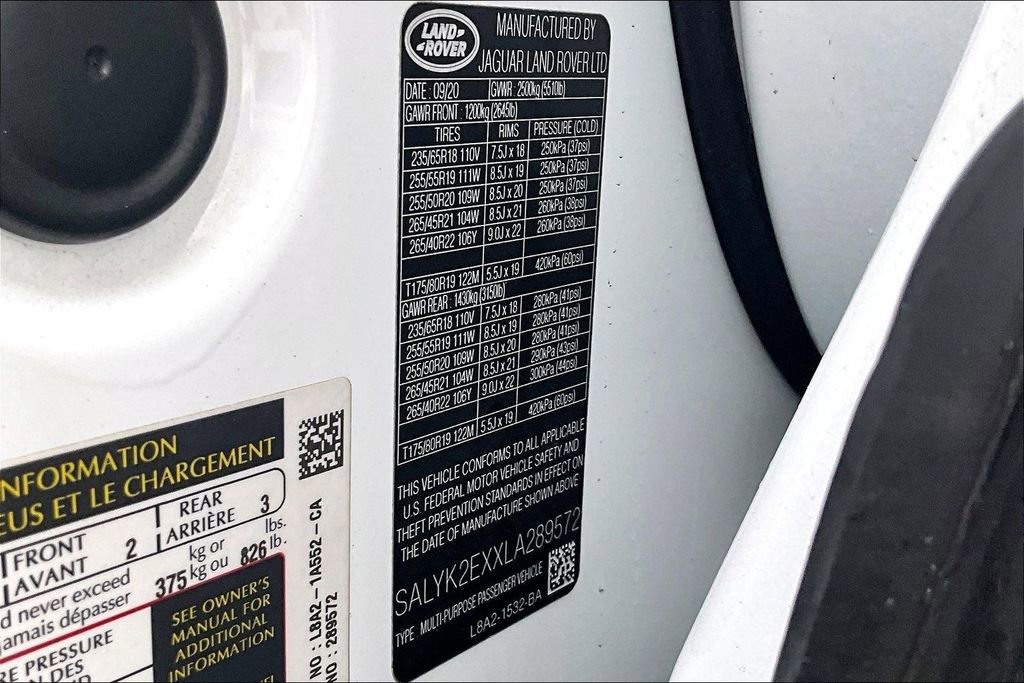 LAND-
-ROVER
MANUFACTURED BY
JAGUAR LAND ROVER LTD
DATE : 09/20 GVWR : 2500kg (5510lb)
GAWR FRONT : 1200kg (2645lb)
TIRES RIMS PRESSURE (COLD)
235/65R18 110V 7.5J x 18 250kPa (37psi)
255/55R19 111W 8.5J x 19 250kPa (37psi)
255/50R20 109W 8.5J x 20 250kPa (37psi)
265/45R21 104W 8.5J x 21 260kPa (38psi)
265/40R22 106Y 9.0J x 22 260kPa (38psi)
T175/80R19 122M 5.5J x 19 420kPa (60psi)
GAWR REAR : 1430kg (3150lb)
235/65R18 110V 7.5J x 18 280kPa (41psi)
255/55R19 111W 8.5J x 19 280kPa (41psi)
255/50R20 109W 8.5J x 20 280kPa (41psi)
265/45R21 104W 8.5J x 21 290kPa (43psi)
265/40R22 106Y 9.0J x 22 300kPa (44psi)
T175/80R19 122M 5.5J x 19 420kPa (60psi)
THIS VEHICLE CONFORMS TO ALL APPLICABLE
U.S. FEDERAL MOTOR VEHICLE SAFETY AND
THEFT PREVENTION STANDARDS IN EFFECT ON
THE DATE OF MANUFACTURE SHOWN ABOVE
SALYK2EXXLA289572
TYPE : MULTI-PURPOSE PASSENGER VEHICLE
L8A2-1532-BA
NFORMATION
EUS ET LE CHARGEMENT
FRONT 2 REAR 3
AVANT ARRIÈRE
d never exceed 375 kg or 826 lbs.
jamais dépasser kg ou lb.
RE PRESSURE
N DES
SEE OWNER'S
MANUAL FOR
ADDITIONAL
INFORMATION
NO : L8A2-1A552-CA
NO : 289572